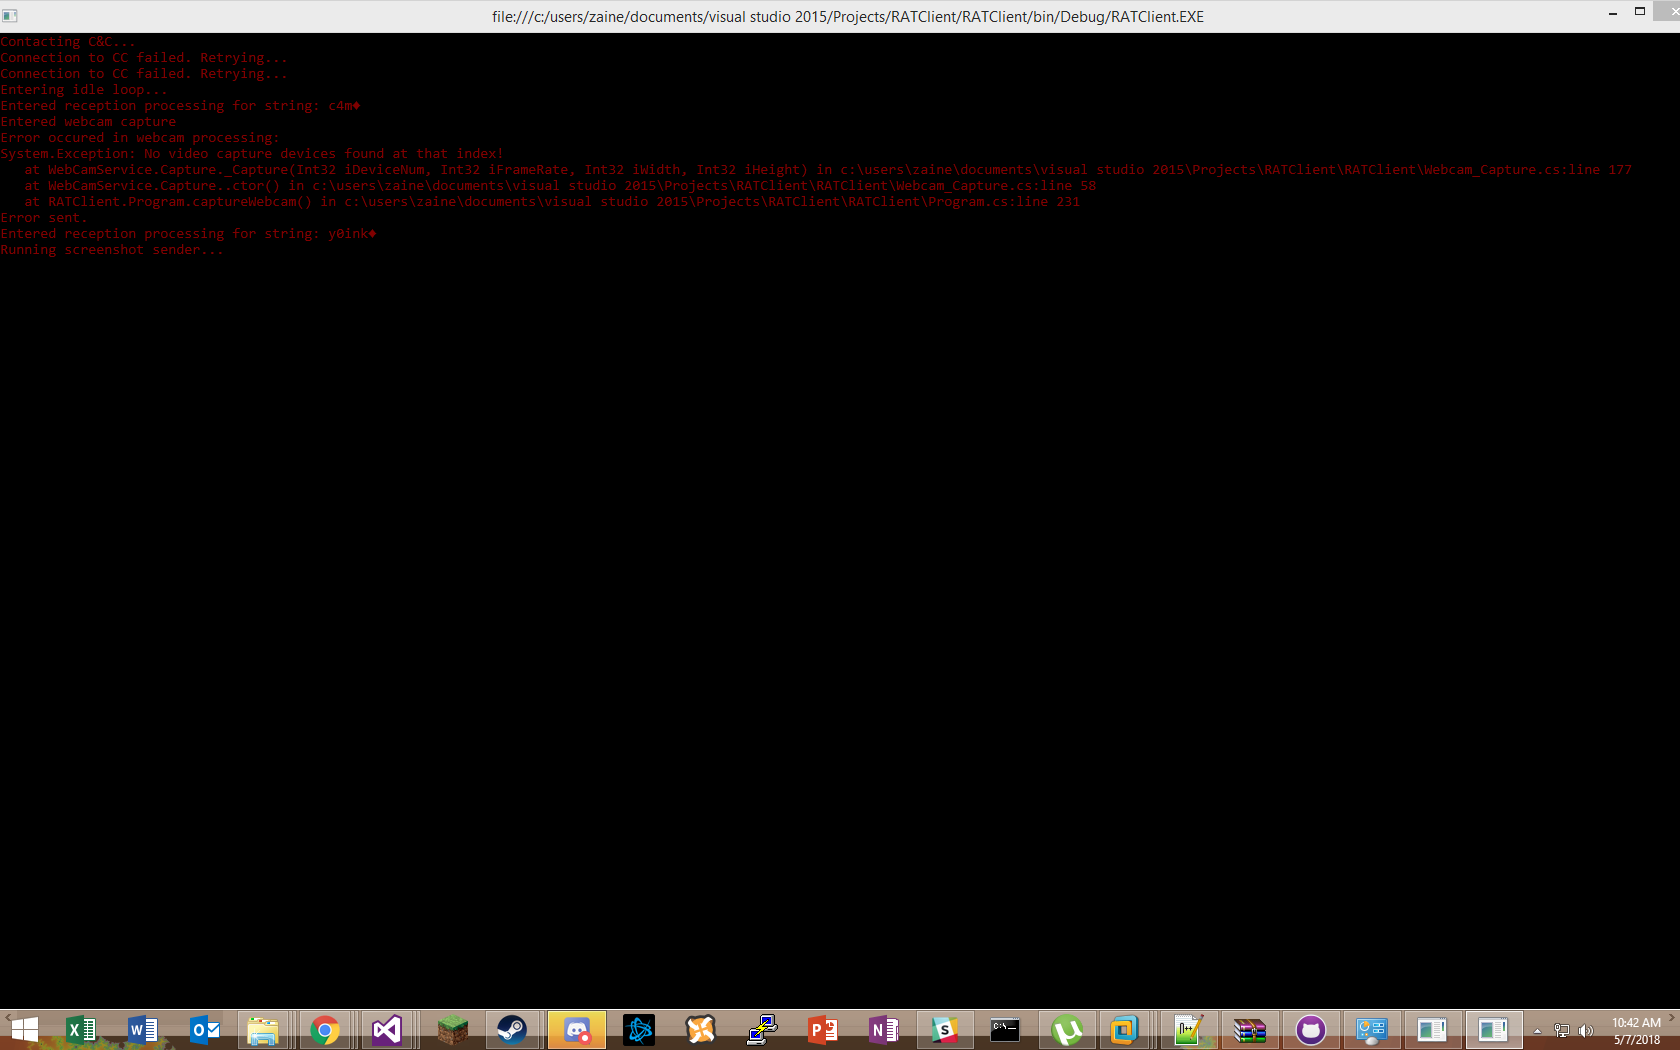 file:///c:/users/zaine/documents/visual studio 2015/Projects/RATClient/RATClient/bin/Debug/RATClient.EXE
Contacting C&C...
Connection to CC failed. Retrying...
Connection to CC failed. Retrying...
Entering idle loop...
Entered reception processing for string: c4m♦
Entered webcam capture
Error occured in webcam processing:
System.Exception: No video capture devices found at that index!
   at WebCamService.Capture._Capture(Int32 iDeviceNum, Int32 iFrameRate, Int32 iWidth, Int32 iHeight) in c:\users\zaine\documents\visual studio 2015\Projects\RATClient\RATClient\Webcam_Capture.cs:line 177
   at WebCamService.Capture..ctor() in c:\users\zaine\documents\visual studio 2015\Projects\RATClient\RATClient\Webcam_Capture.cs:line 58
   at RATClient.Program.captureWebcam() in c:\users\zaine\documents\visual studio 2015\Projects\RATClient\RATClient\Program.cs:line 231
Error sent.
Entered reception processing for string: y0ink♦
Running screenshot sender...
10:42 AM
5/7/2018